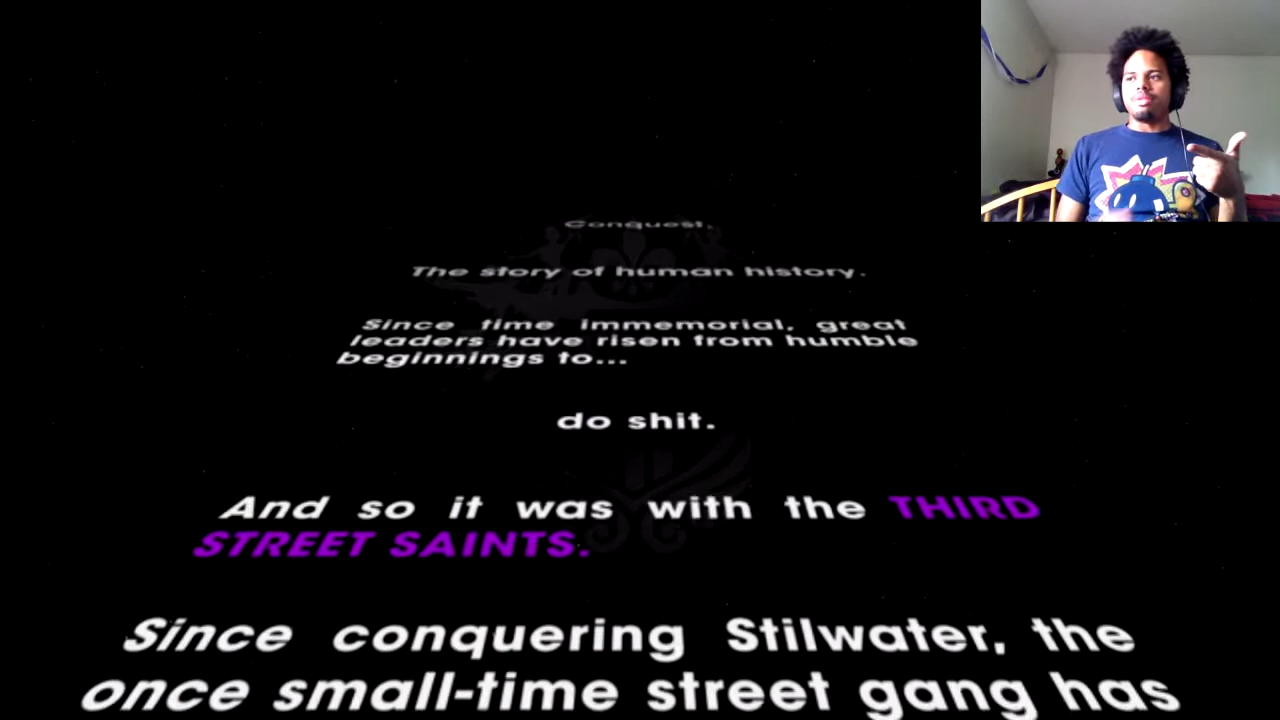 Conquest.
The story of human history.
Since time immemorial, great
leaders have risen from humble
beginnings to...
do shit.
And so it was with the THIRD
STREET SAINTS.
Since conquering Stilwater, the
once small-time street gang has